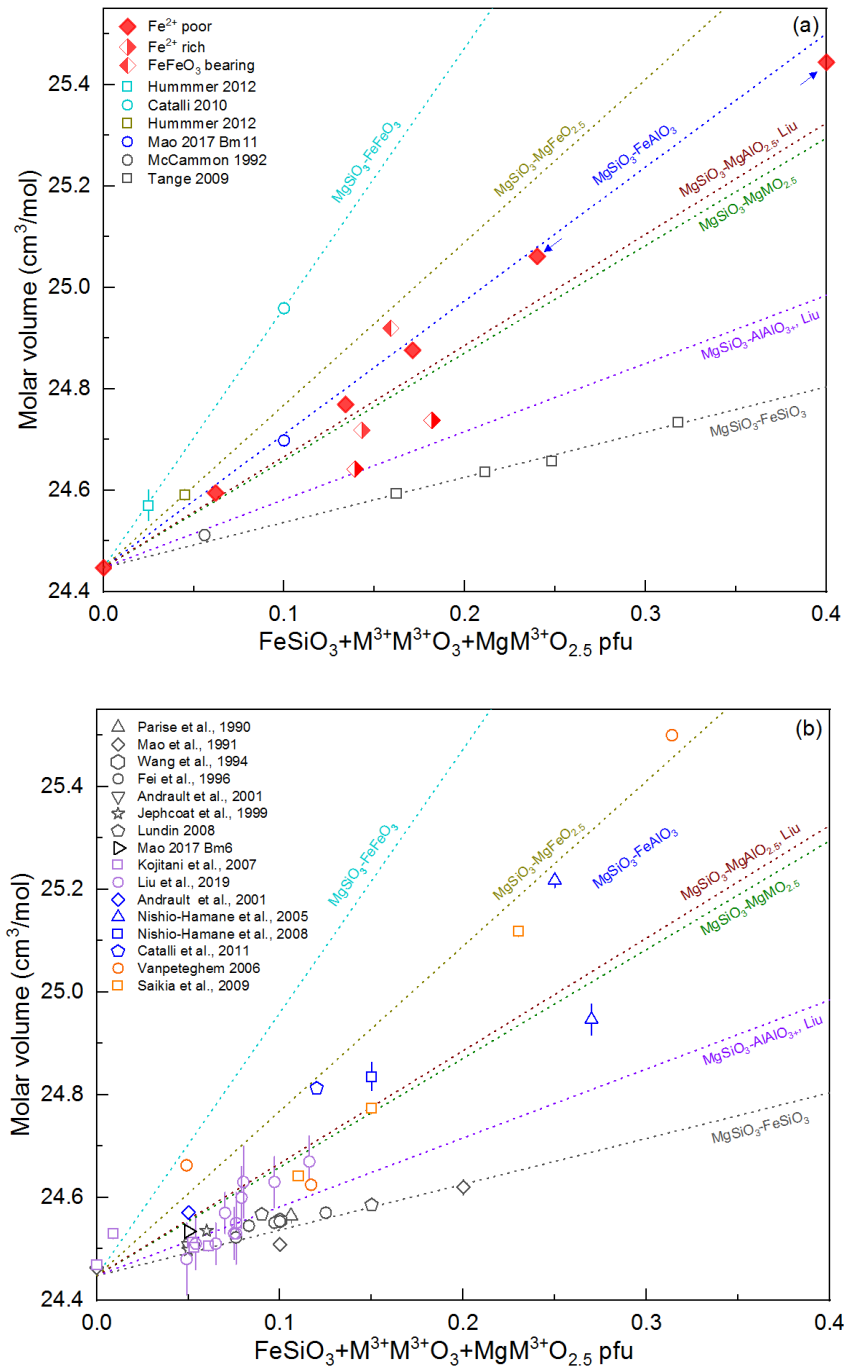 (a)
Fe²⁺ poor
Fe²⁺ rich
FeFeO₃ bearing
Hummmer 2012
Catalli 2010
Hummmer 2012
Mao 2017 Bm11
McCammon 1992
Tange 2009
MgSiO₃-FeFeO₃
MgSiO₃-MgFeO₂.₅
MgSiO₃-FeAlO₃
MgSiO₃-MgAlO₂.₅, Liu
MgSiO₃-MgMO₂.₅
MgSiO₃-AlAlO₃₊, Liu
MgSiO₃-FeSiO₃
25.4
25.2
25.0
24.8
24.6
24.4
Molar volume (cm³/mol)
0.0 0.1 0.2 0.3 0.4
FeSiO₃+M³⁺M³⁺O₃+MgM³⁺O₂.₅ pfu
(b)
Parise et al., 1990
Mao et al., 1991
Wang et al., 1994
Fei et al., 1996
Andrault et al., 2001
Jephcoat et al., 1999
Lundin 2008
Mao 2017 Bm6
Kojitani et al., 2007
Liu et al., 2019
Andrault et al., 2001
Nishio-Hamane et al., 2005
Nishio-Hamane et al., 2008
Catalli et al., 2011
Vanpeteghem 2006
Saikia et al., 2009
MgSiO₃-FeFeO₃
MgSiO₃-MgFeO₂.₅
MgSiO₃-FeAlO₃
MgSiO₃-MgAlO₂.₅, Liu
MgSiO₃-MgMO₂.₅
MgSiO₃-AlAlO₃₊, Liu
MgSiO₃-FeSiO₃
25.4
25.2
25.0
24.8
24.6
24.4
Molar volume (cm³/mol)
0.0 0.1 0.2 0.3 0.4
FeSiO₃+M³⁺M³⁺O₃+MgM³⁺O₂.₅ pfu